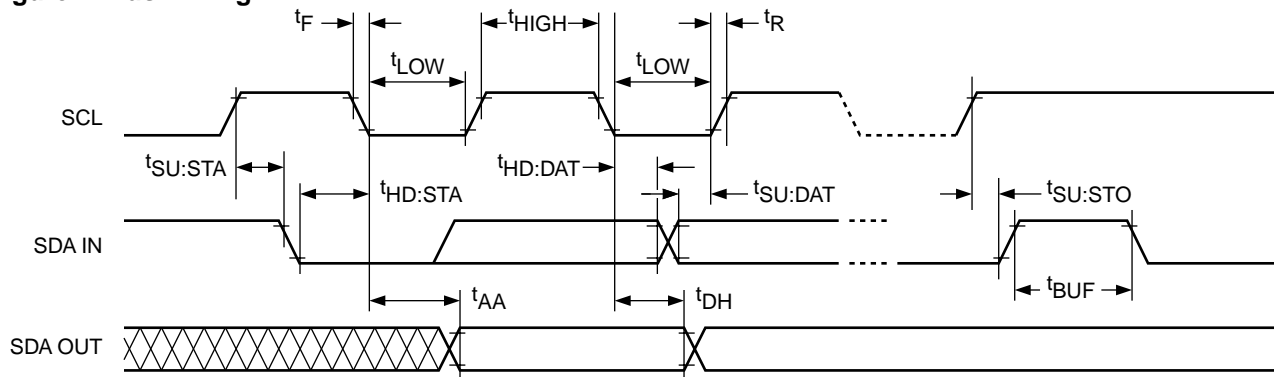 tF tHIGH tR
tLOW tLOW
SCL
tSU:STA tHD:DAT
tHD:STA tSU:DAT tSU:STO
SDA IN
tBUF
tAA tDH
SDA OUT